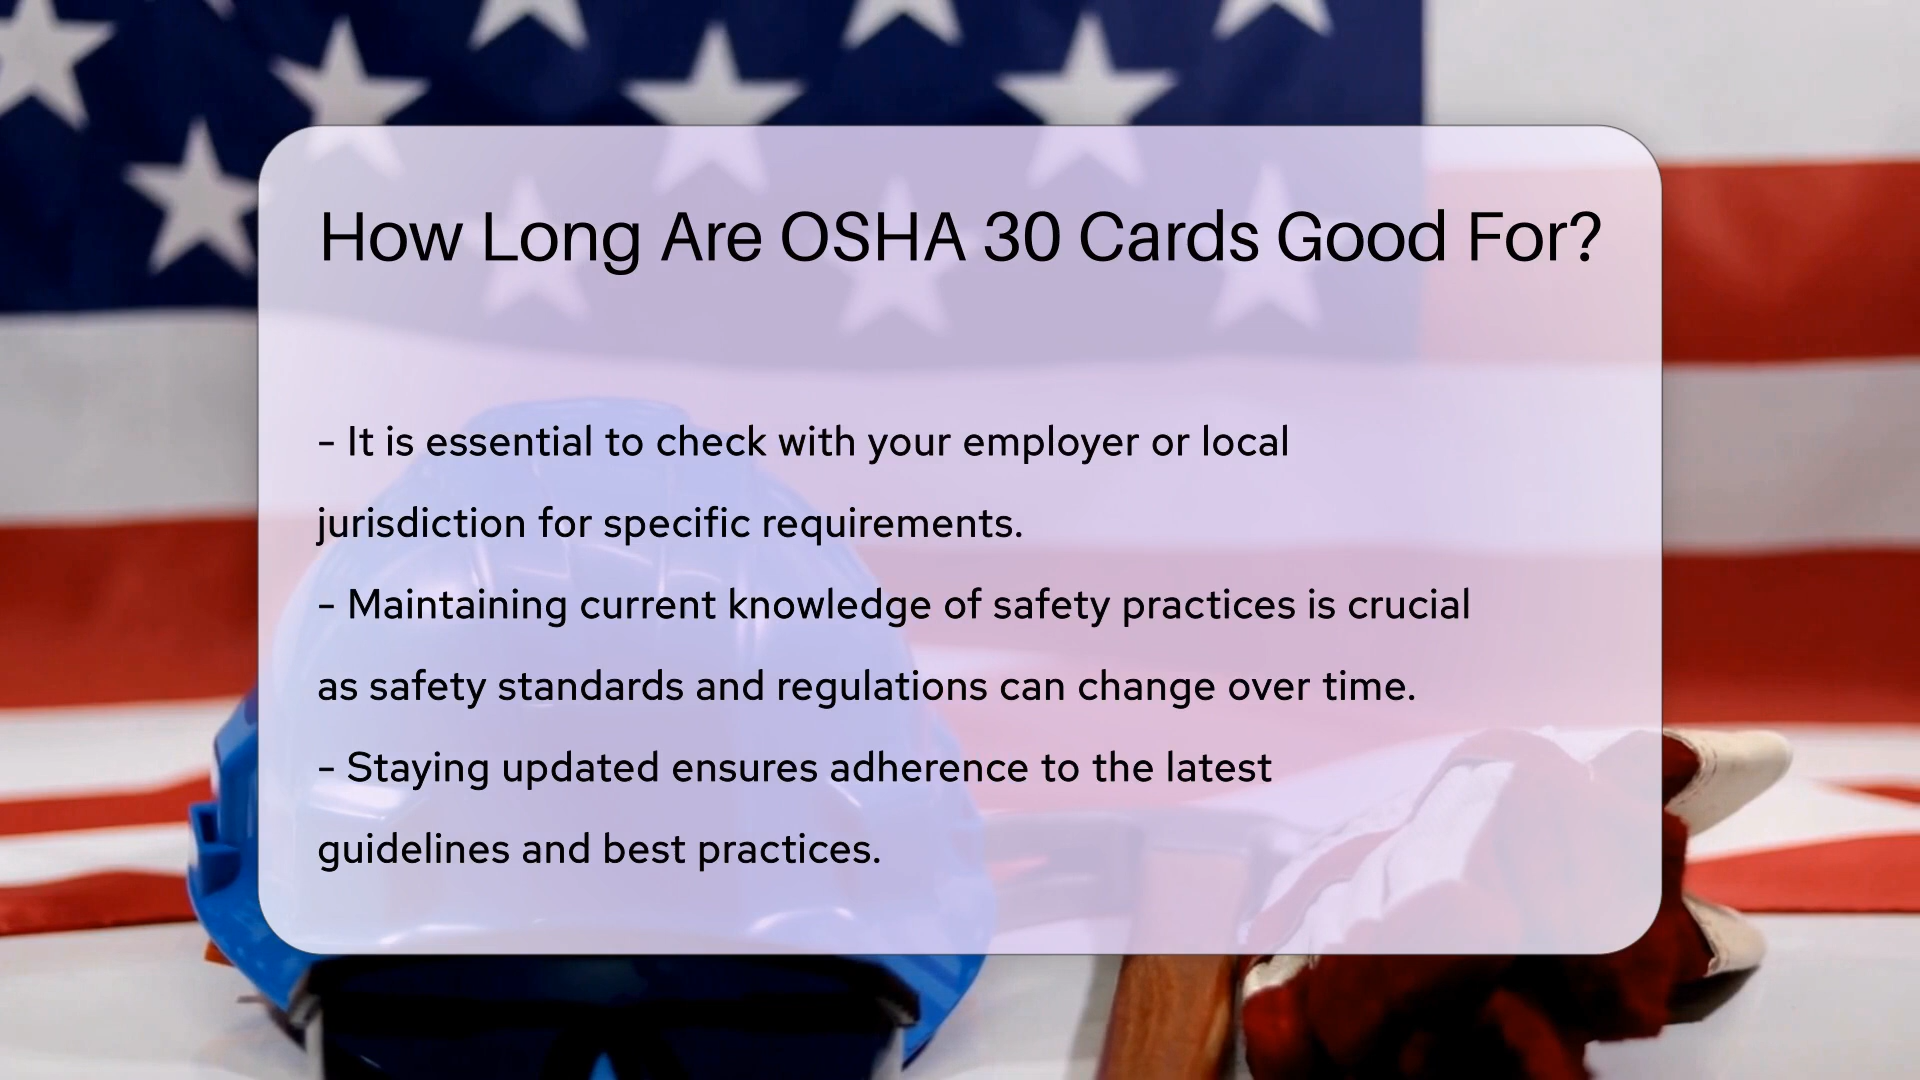 How Long Are OSHA 30 Cards Good For?
– It is essential to check with your employer or local
jurisdiction for specific requirements.
– Maintaining current knowledge of safety practices is crucial
as safety standards and regulations can change over time.
– Staying updated ensures adherence to the latest
guidelines and best practices.